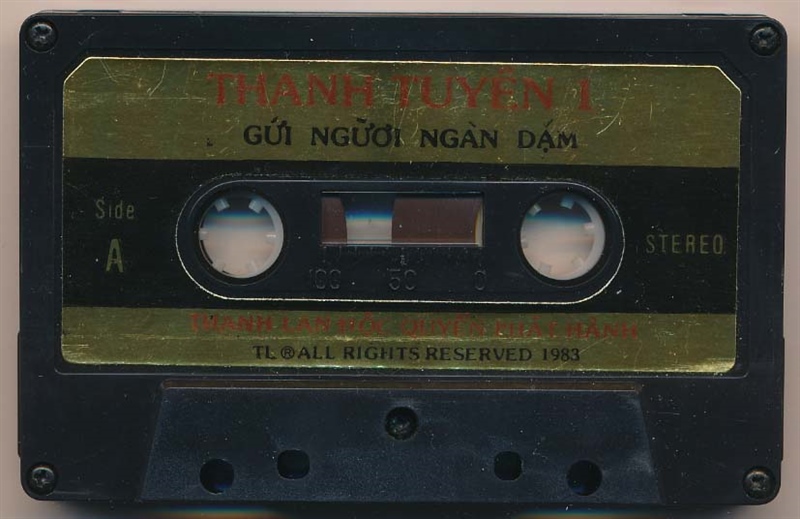 THANH TUYỀN 1
GỬI NGƯỜI NGÀN DẶM
Side
A
STEREO
100 50 0
THANH LAN ĐỘC QUYỀN PHÁT HÀNH
TL ® ALL RIGHTS RESERVED 1983